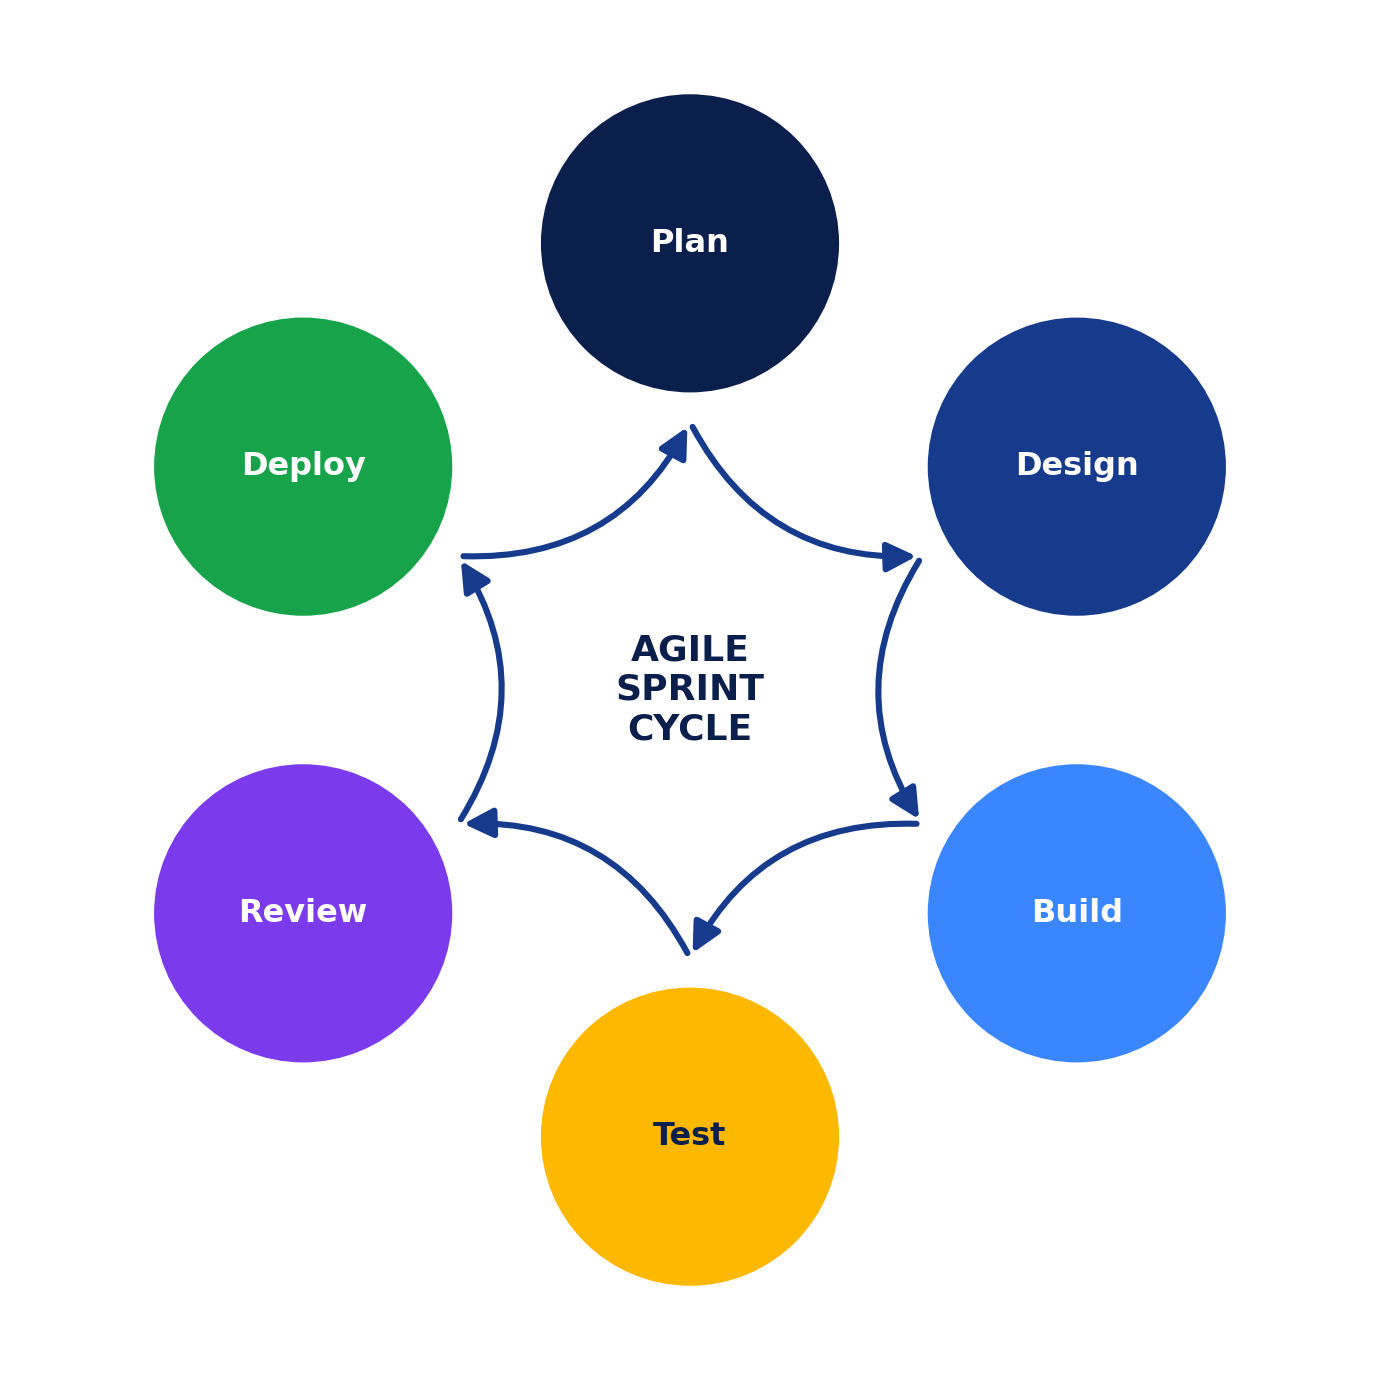 Plan
Design
Build
Test
Review
Deploy
AGILE
SPRINT
CYCLE